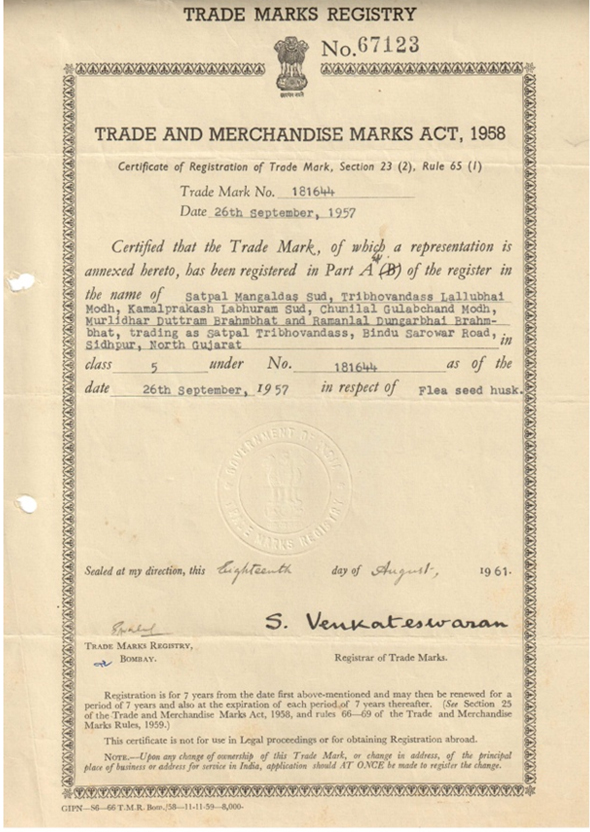 TRADE MARKS REGISTRY
No. 67123
सत्यमेव जयते
TRADE AND MERCHANDISE MARKS ACT, 1958
Certificate of Registration of Trade Mark, Section 23 (2), Rule 65 (1)
Trade Mark No. 181644
Date 26th September, 1957
Certified that the Trade Mark, of which a representation is
annexed hereto, has been registered in Part A (B) of the register in
the name of Satpal Mangaldas Sud, Tribhovandass Lallubhai
Modh, Kamalprakash Labhuram Sud, Chunilal Gulabchand Modh,
Murlidhar Duttram Brahmbhat and Ramanlal Dungarbhai Brahm-
bhat, trading as Satpal Tribhovandass, Bindu Sarowar Road,
Sidhpur, North Gujarat in
class 5 under No. 181644 as of the
date 26th September, 1957 in respect of Flea seed husk.
GOVERNMENT OF INDIA
TRADE MARKS REGISTRY
Sealed at my direction, this Eighteenth day of August, 1961.
S. Venkateswaran
TRADE MARKS REGISTRY,
BOMBAY.
Registrar of Trade Marks.
Registration is for 7 years from the date first above-mentioned and may then be renewed for a
period of 7 years and also at the expiration of each period of 7 years thereafter. (See Section 25
of the Trade and Merchandise Marks Act, 1958, and rules 66—69 of the Trade and Merchandise
Marks Rules, 1959.)
This certificate is not for use in Legal proceedings or for obtaining Registration abroad.
NOTE.—Upon any change of ownership of this Trade Mark, or change in address, of the principal
place of business or address for service in India, application should AT ONCE be made to register the change.
GIPN—S6—66 T.M.R. Bom./58—11-11-59—8,000-